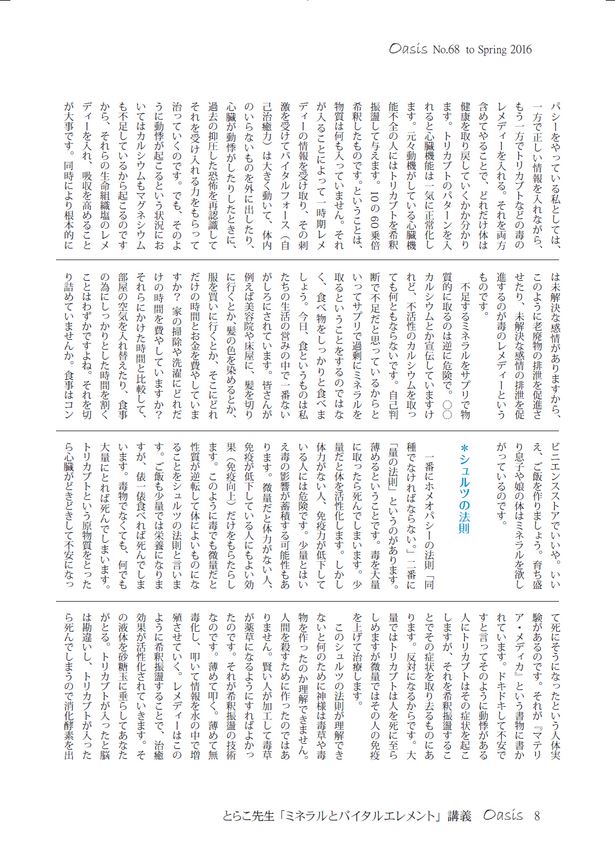 Oasis No.68 to Spring 2016
パシーをやっている私としては、
一方で正しい情報を入れながら、
もう一方でトリカブトなどの毒の
レメディーを入れる。それを両方
含めてやることで、どれだけ体は
健康を取り戻していくかが分かり
ます。トリカブトのパターンを入
れると心臓機能は一気に正常化し
ます。元々動機がしている心臓機
能不全の人にはトリカブトを希釈
振盪して与えます。10の60乗倍
希釈したものです。ということは、
物質は何も入っていません。それ
が入ることによって一時期レメ
ディーの情報を受け取り、その刺
激を受けてバイタルフォース（自
己治癒力）は大きく動いて、体内
のいらないものを外に出したり、
心臓が動悸がしたりしたときに、
過去の抑圧した恐怖を再認識して
それを受け入れる力をもらって
治っていくのです。でも、そのよ
うに動悸が起こるという状況にお
いてはカルシウムもマグネシウム
も不足しているから起こるのです
から、それらの生命組織塩のレメ
ディーを入れ、吸収を高めること
が大事です。同時により根本的に
は未解決な感情がありますから、
このように老廃物の排泄を促進さ
せたり、未解決な感情の排泄を促
進するのが毒のレメディーという
ものです。
不足するミネラルをサプリで物
質的に取るのは逆に危険で。〇〇
カルシウムとか宣伝していますけ
れど、不活性のカルシウムを取っ
ても何ともならないです。自己判
断で不足だと思っているからと
いってサプリで過剰にミネラルを
取るということをするのではな
く、食べ物をしっかりと食べま
しょう。今日、食というものは私
たちの生活の営みの中で一番ない
がしろにされています。皆さんが
例えば美容院や床屋に、髪を切り
に行くとか、髪の色を染めるとか、
服を買いに行くとか、そこにどれ
だけの時間とお金を費やしていま
すか？ 家の掃除や洗濯にどれだ
けの時間を費やしていますか？
それらにかけた時間と比較して、
部屋の空気を入れ替えたり、食事
の為にしっかりとした時間を割く
ことはわずかですよね。それを切
り詰めていませんか。食事はコン
ビニエンスストアでいいや。いい
え、ご飯を作りましょう。育ち盛
り息子や娘の体はミネラルを欲し
がっているのです。
＊シュルツの法則
一番にホメオパシーの法則「同
種でなければならない。」二番に
「量の法則」というのがあります。
薄めるということです。毒を大量
に取ったら死んでしまいます。少
量だと体を活性化します。しかし
体力がない人、免疫力が低下して
いる人には危険です。少量とはい
え毒の影響が蓄積する可能性もあ
ります。微量だと体力がない人、
免疫が低下している人にもよい効
果（免疫向上）だけをもたらしし
ます。このように毒でも微量だと
性質が逆転して体によいものにな
ることをシュルツの法則と言いま
す。ご飯も少量では栄養になりま
すが、俵一俵食べれば死んでしま
います。毒物でなくても、何でも
大量にとれば死んでしまいます。
トリカブトという原物質をとった
ら心臓がどきどきして不安になっ
て死にそうになったという人体実
験があるのです。それが『マテリ
ア・メディカ』という書物に書か
れています。ドキドキして不安で
すと言ってそのように動悸がある
人にトリカブトはその症状を起こ
しますが、それを希釈振盪するこ
とでその症状を取り去るものにあ
ります。反対になるからです。大
量ではトリカブトは人を死に至ら
しめますが微量ではその人の免疫
を上げて治療します。
このシュルツの法則が理解でき
ないと何のために神様は毒草や毒
物を作ったのか理解できません。
人間を殺すために作ったのではあ
りません。賢い人が加工して毒草
が薬草になるようにすればよかっ
たのです。それが希釈振盪の技術
なのです。薄めて叩く。薄めて無
毒化し、叩いて情報を水の中で増
殖させていく。レメディーはこの
ように希釈振盪することで、治癒
効果が活性化されていきます。そ
の液体を砂糖玉に垂らしてあなた
がとる。トリカブトが入ったと脳
は勘違いし、トリカブトが入った
ら死んでしまうので消化酵素を出
とらこ先生「ミネラルとバイタルエレメント」講義 Oasis 8